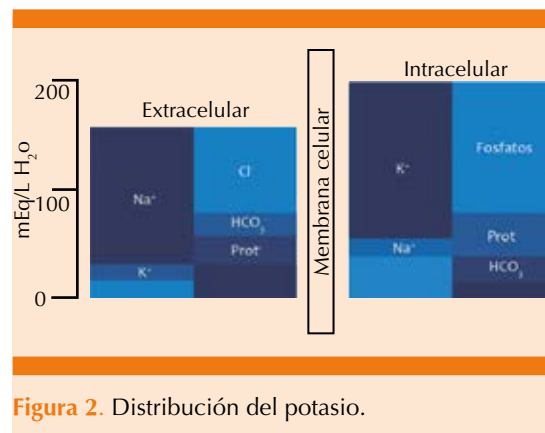 Intracelular
Extracelular
200
100
0
mEq/L H₂o
Na⁺
K⁺
Cl⁻
HCO₃⁻
Prot⁻
Membrana celular
K⁺
Na⁺
Fosfatos
Prot
HCO₃
Figura 2. Distribución del potasio.